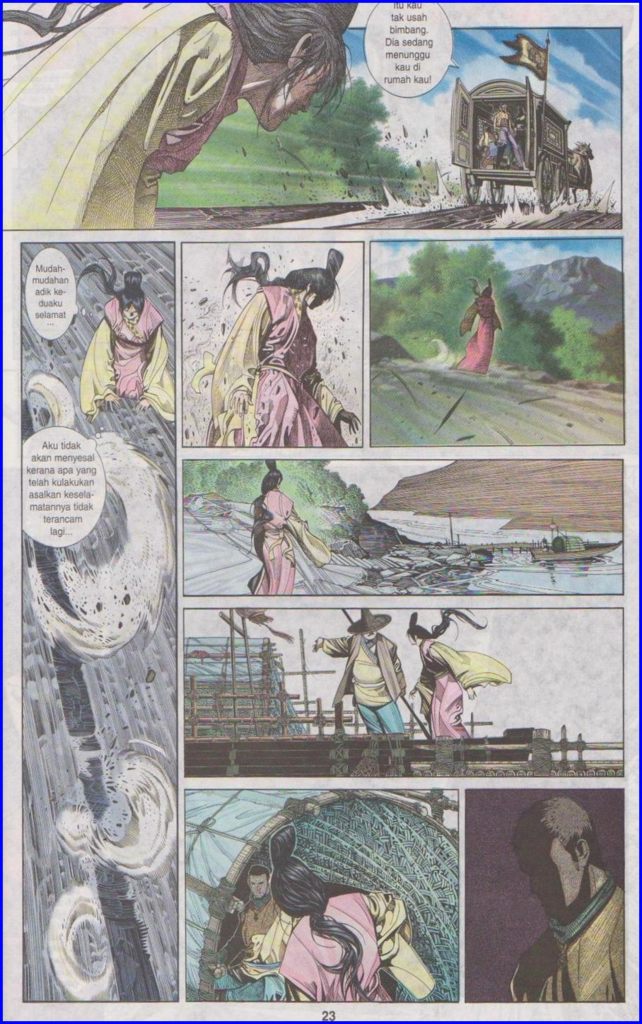 Itu kau
tak usah
bimbang.
Dia sedang
menunggu
kau di
rumah kau!
Mudah-
mudahan
adik ke-
duaku
selamat
...
Aku tidak
akan menyesal
kerana apa yang
telah kulakukan
asalkan kesela-
matannya tidak
terancam
lagi...
23